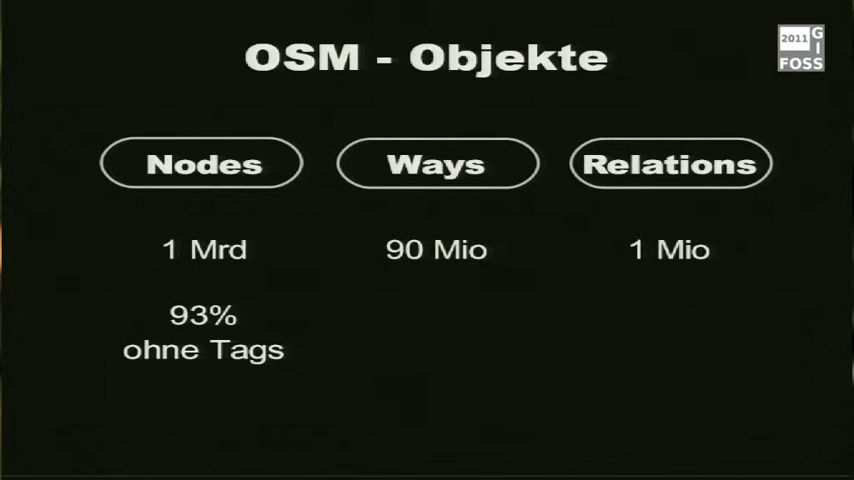 OSM - Objekte
2011
G
I
FOSS
Nodes
Ways
Relations
1 Mrd
90 Mio
1 Mio
93%
ohne Tags